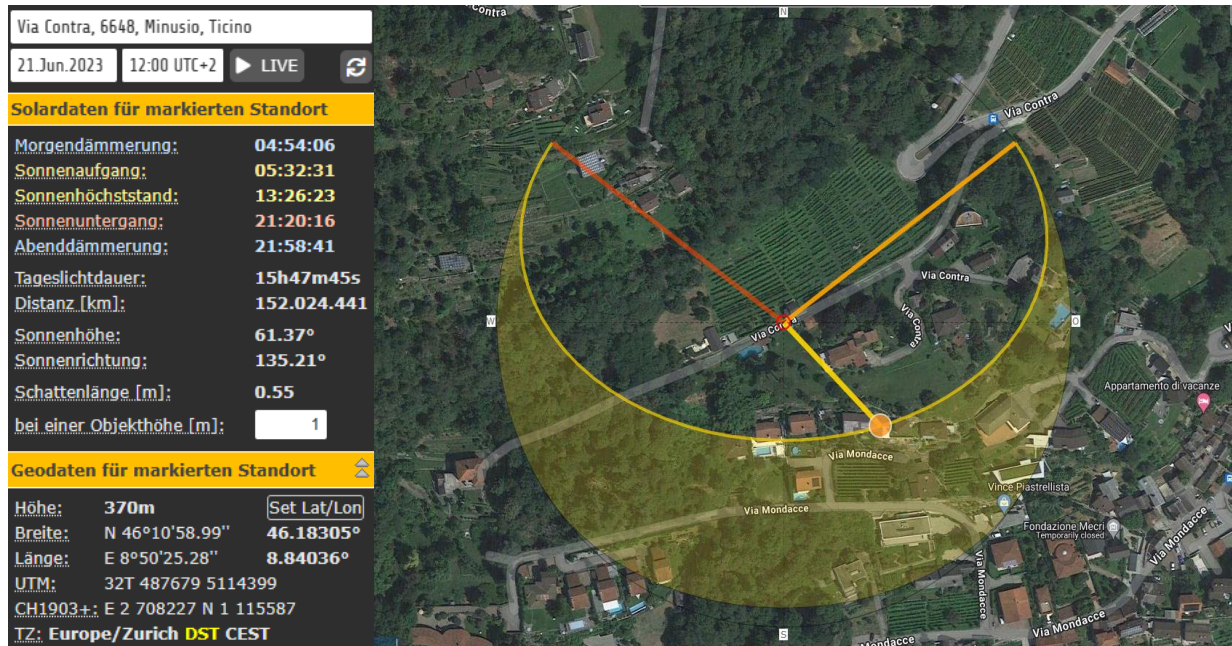 Via Contra, 6648, Minusio, Ticino
21.Jun.2023 12:00 UTC+2 LIVE
Solardaten für markierten Standort
Morgendämmerung: 04:54:06
Sonnenaufgang: 05:32:31
Sonnenhöchststand: 13:26:23
Sonnenuntergang: 21:20:16
Abenddämmerung: 21:58:41
Tageslichtdauer: 15h47m45s
Distanz [km]: 152.024.441
Sonnenhöhe: 61.37°
Sonnenrichtung: 135.21°
Schattenlänge [m]: 0.55
bei einer Objekthöhe [m]: 1
Geodaten für markierten Standort
Höhe: 370m Set Lat/Lon
Breite: N 46°10'58.99'' 46.18305°
Länge: E 8°50'25.28'' 8.84036°
UTM: 32T 487679 5114399
CH1903+: E 2 708227 N 1 115587
TZ: Europe/Zurich DST CEST
Contra
N
Via Contra
Via Contra
Via Contra
W
Via Contra
O
Appartamento di vacanze
Via Mondacce
Vince Piastrellista
Via Mondacce
Fondazione Mecri
Temporarily closed
Via Mondacce
Via Mondacce
Via Mondacce
S
Mondacce